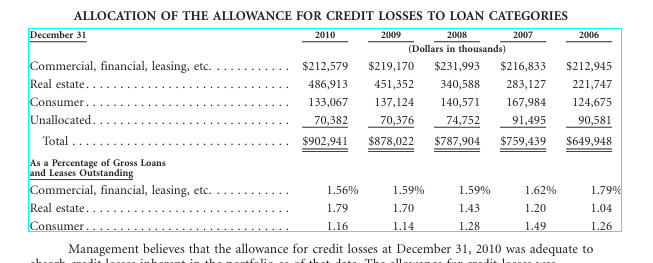 ALLOCATION OF THE ALLOWANCE FOR CREDIT LOSSES TO LOAN CATEGORIES
December 31 2010 2009 2008 2007 2006
(Dollars in thousands)
Commercial, financial, leasing, etc. . . . . . . . . . . . . $212,579 $219,170 $231,993 $216,833 $212,945
Real estate . . . . . . . . . . . . . . . . . . . . . . . . . . . . . 486,913 451,352 340,588 283,127 221,747
Consumer . . . . . . . . . . . . . . . . . . . . . . . . . . . . . 133,067 137,124 140,571 167,984 124,675
Unallocated . . . . . . . . . . . . . . . . . . . . . . . . . . . . 70,382 70,376 74,752 91,495 90,581
Total . . . . . . . . . . . . . . . . . . . . . . . . . . . . . . . $902,941 $878,022 $787,904 $759,439 $649,948
As a Percentage of Gross Loans
and Leases Outstanding
Commercial, financial, leasing, etc. . . . . . . . . . . . . 1.56% 1.59% 1.59% 1.62% 1.79%
Real estate . . . . . . . . . . . . . . . . . . . . . . . . . . . . . 1.79 1.70 1.43 1.20 1.04
Consumer . . . . . . . . . . . . . . . . . . . . . . . . . . . . . 1.16 1.14 1.28 1.49 1.26
Management believes that the allowance for credit losses at December 31, 2010 was adequate to